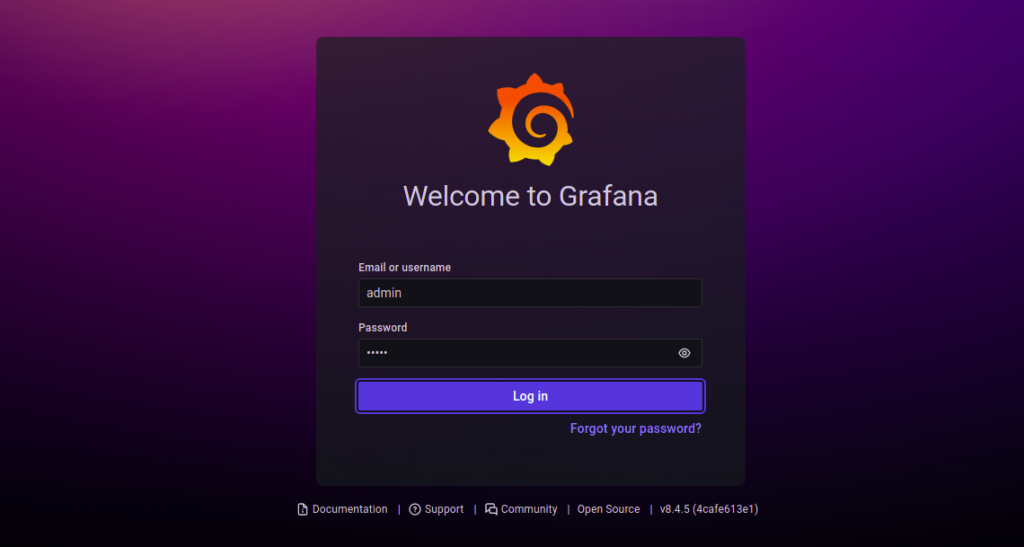 Welcome to Grafana
Email or username
admin
Password
•••••
Log in
Forgot your password?
Documentation | Support | Community | Open Source | v8.4.5 (4cafe613e1)